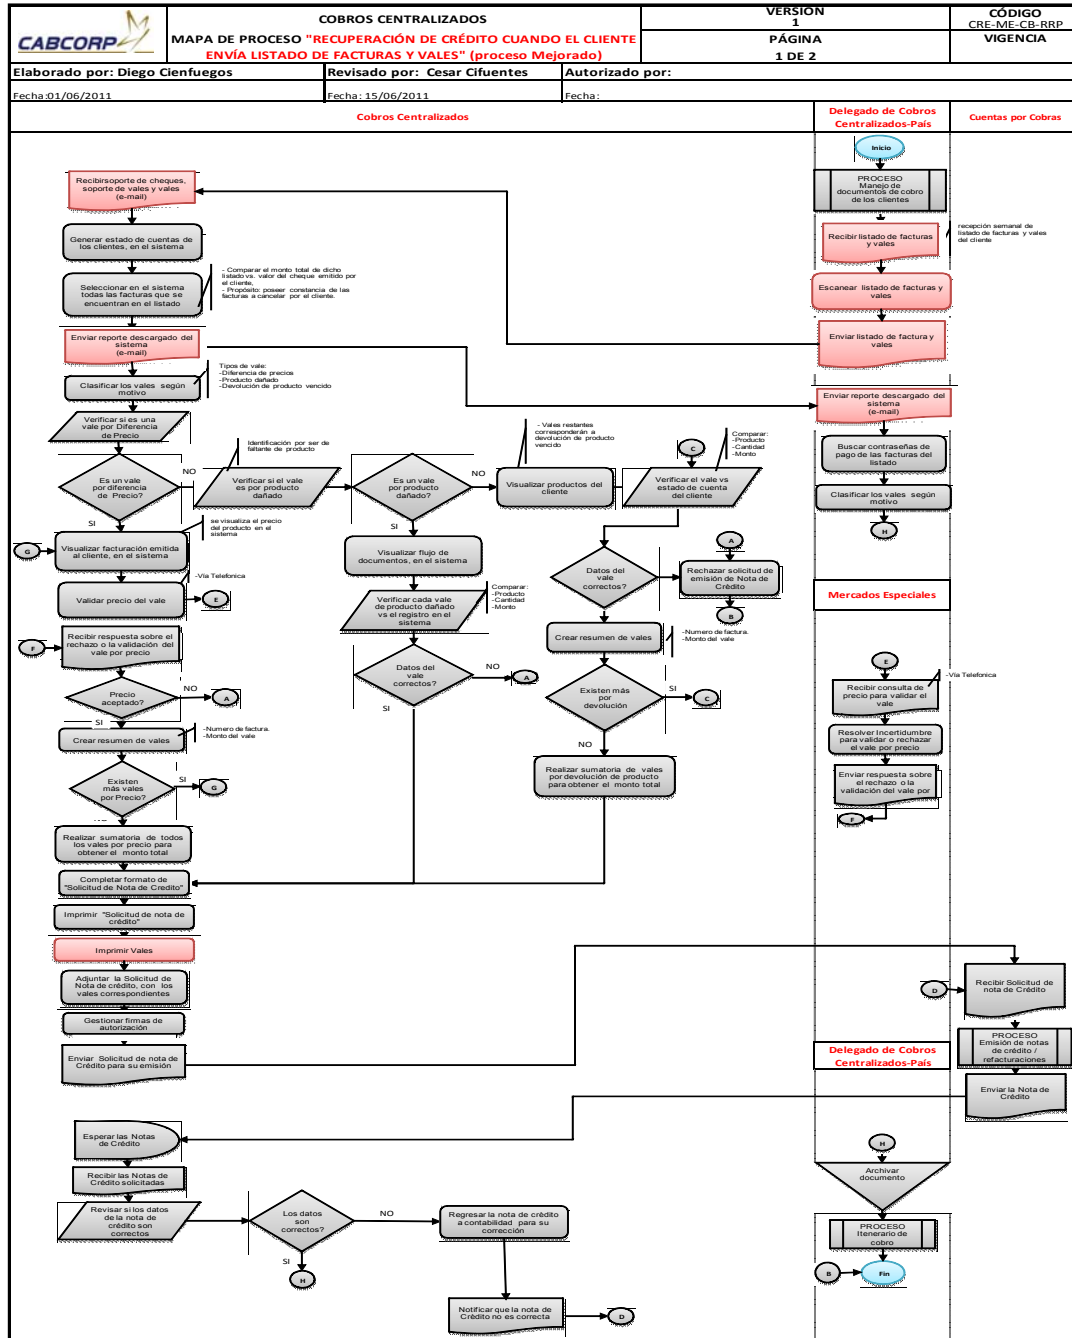 CABCORP
COBROS CENTRALIZADOS
MAPA DE PROCESO "RECUPERACIÓN DE CRÉDITO CUANDO EL CLIENTE
ENVÍA LISTADO DE FACTURAS Y VALES" (proceso Mejorado)
VERSIÓN
1
PÁGINA
1 DE 2
CÓDIGO
CRE-ME-CB-RRP
VIGENCIA
Elaborado por: Diego Cienfuegos
Revisado por: Cesar Cifuentes
Autorizado por:
Fecha:01/06/2011
Fecha: 15/06/2011
Fecha:
Cobros Centralizados
Delegado de Cobros
Centralizados-País
Cuentas por Cobras
Inicio
PROCESO
Manejo de
documentos de cobro
de los clientes
Recibir listado de facturas
y vales
recepción semanal de
listado de facturas y vales
del cliente
Escanear listado de facturas y
vales
Enviar listado de factura y
vales
Recibirsoporte de cheques,
soporte de vales y vales
(e-mail)
Generar estado de cuentas de
los clientes, en el sistema
Seleccionar en el sistema
todas las facturas que se
encuentran en el listado
- Comparar el monto total de dicho
listado vs. valor del cheque emitido por
el cliente,
- Propósito: poseer constancia de las
facturas a cancelar por el cliente.
Enviar reporte descargado del
sistema
(e-mail)
Clasificar los vales según
motivo
Tipos de vale:
-Diferencia de precios
-Producto dañado
-Devolución de producto vencido
Verificar si es una
vale por Diferencia
de Precio
Es un vale
por diferencia
de Precio?
NO
SI
Identificación por ser de
faltante de producto
Verificar si el vale
es por producto
dañado
Es un vale por
producto
dañado?
NO
SI
- Vales restantes
corresponderán a
devolución de producto
vencido
Visualizar productos del
cliente
C
Comparar:
-Producto
-Cantidad
-Monto
Verificar el vale vs
estado de cuenta
del cliente
Enviar reporte descargado del
sistema
(e-mail)
Buscar contraseñas de
pago de las facturas del
listado
Clasificar los vales según
motivo
H
se visualiza el precio
del producto en el
sistema
G
Visualizar facturación emitida
al cliente, en el sistema
-Vía Telefonica
Validar precio del vale
E
F
Recibir respuesta sobre el
rechazo o la validación del
vale por precio
Precio
aceptado?
NO
A
SI
Crear resumen de vales
-Numero de factura.
-Monto del vale
Existen
más vales
por Precio?
SI
G
Realizar sumatoria de todos
los vales por precio para
obtener el monto total
Visualizar flujo de
documentos, en el sistema
Comparar:
-Producto
-Cantidad
-Monto
Verificar cada vale
de producto dañado
vs el registro en el
sistema
Datos del
vale
correctos?
NO
A
SI
Datos del
vale
correctos?
A
Rechazar solicitud de
emisión de Nota de
Crédito
B
Crear resumen de vales
-Numero de factura.
-Monto del vale
Existen más
por
devolución
SI
C
NO
Realizar sumatoria de vales
por devolución de producto
para obtener el monto total
Mercados Especiales
E
-Vía Telefonica
Recibir consulta de
precio para validar el
vale
Resolver Incertidumbre
para validar o rechazar
el vale por precio
Enviar respuesta sobre
el rechazo o la
validación del vale por
F
Completar formato de
"Solicitud de Nota de Credito"
Imprimir "Solicitud de nota de
crédito"
Imprimir Vales
Adjuntar la Solicitud de
Nota de crédito, con los
vales correspondientes
Gestionar firmas de
autorización
Enviar Solicitud de nota de
Crédito para su emisión
D
Recibir Solicitud de
nota de Crédito
PROCESO
Emisión de notas
de crédito /
refacturaciones
Enviar la Nota de
Crédito
Delegado de Cobros
Centralizados-País
Esperar las Notas
de Crédito
Recibir las Notas de
Crédito solicitadas
Revisar si los datos
de la nota de
crédito son
correctos
Los datos
son
correctos?
NO
SI
H
Regresar la nota de crédito
a contabilidad para su
corrección
Notificar que la nota de
Crédito no es correcta
D
H
Archivar
documento
PROCESO
Itenerario de
cobro
B
Fin